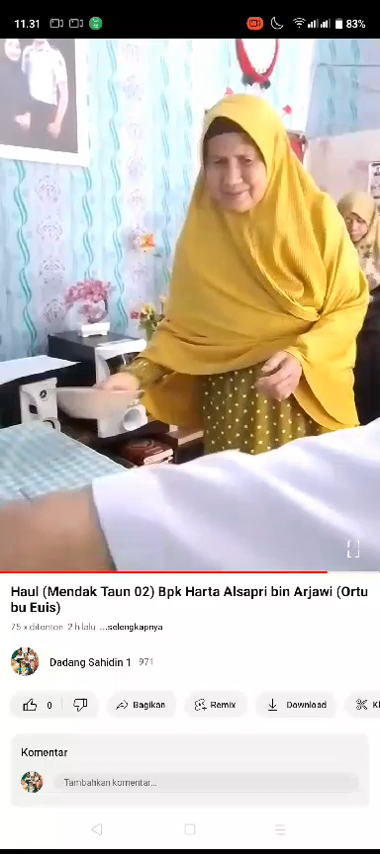 11.31
83%
Haul (Mendak Taun 02) Bpk Harta Alsapri bin Arjawi (Ortu
bu Euis)
75 x ditonton 2 h lalu ...selengkapnya
Dadang Sahidin 1 971
0 Bagikan Remix Download Kl
Komentar
Tambahkan komentar...